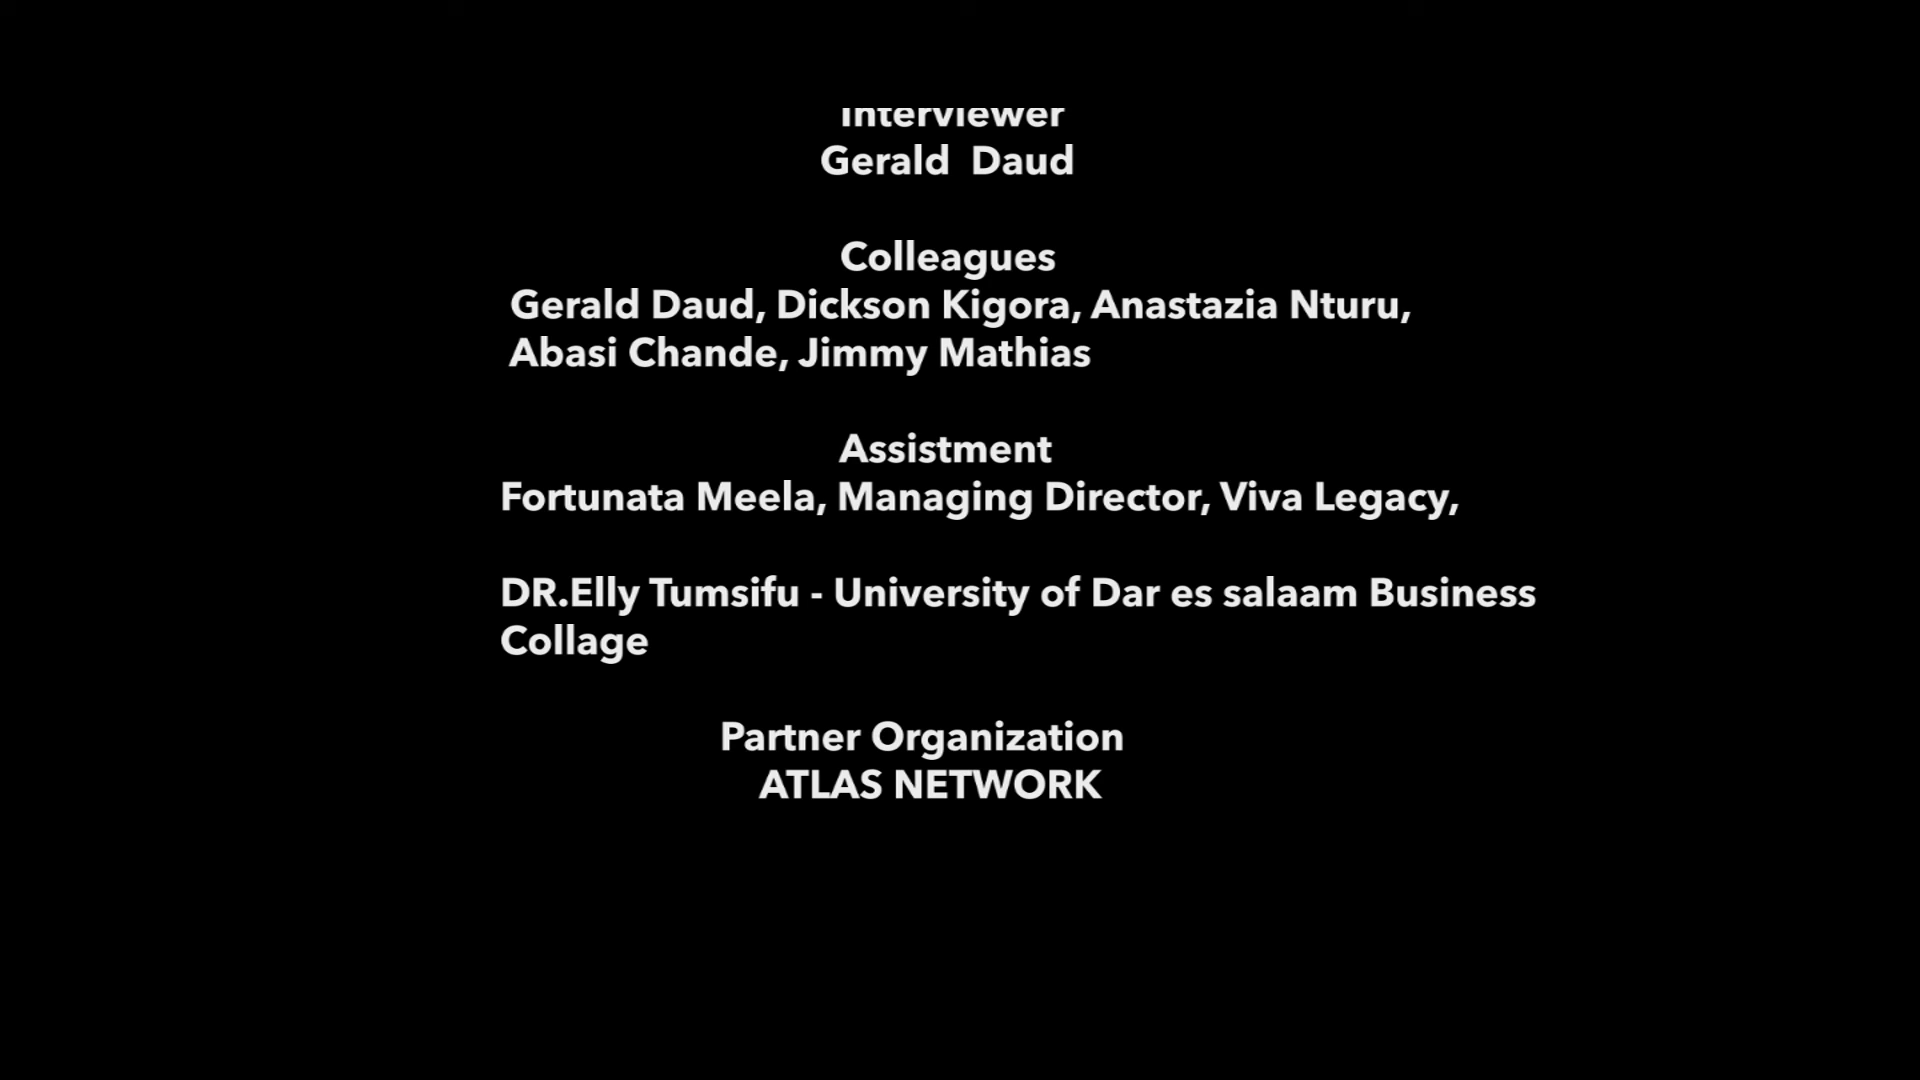 Interviewer
Gerald Daud
Colleagues
Gerald Daud, Dickson Kigora, Anastazia Nturu,
Abasi Chande, Jimmy Mathias
Assistment
Fortunata Meela, Managing Director, Viva Legacy,
DR.Elly Tumsifu - University of Dar es salaam Business
Collage
Partner Organization
ATLAS NETWORK